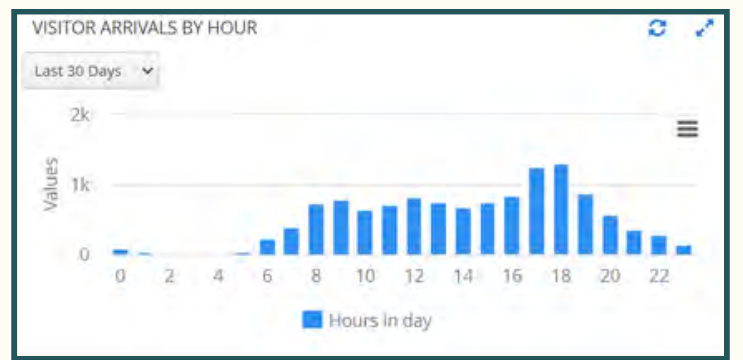 VISITOR ARRIVALS BY HOUR
Last 30 Days
2k
1k
0
Values
0 2 4 6 8 10 12 14 16 18 20 22
Hours in day